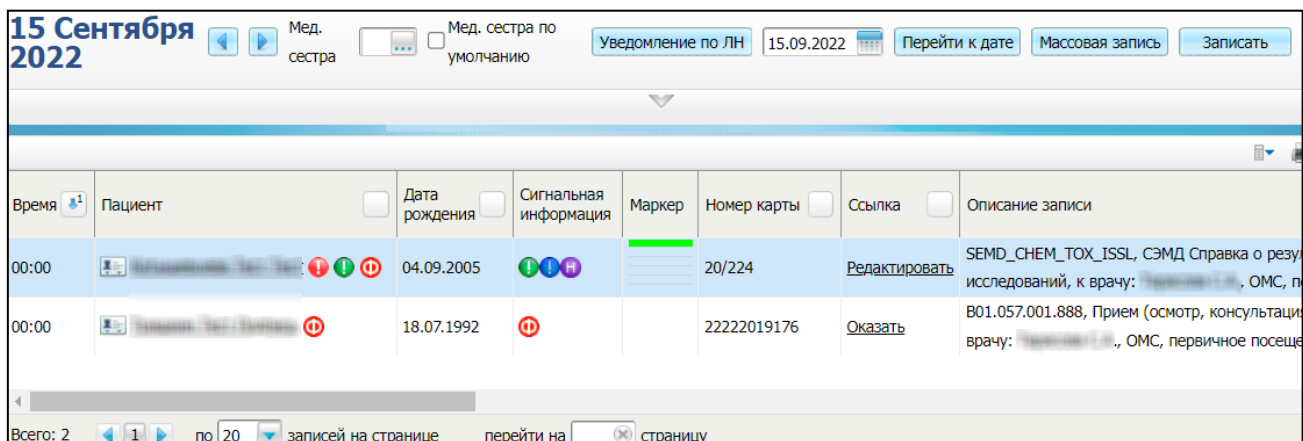 15 Сентября
2022
Мед.
сестра
...
Мед. сестра по
умолчанию
Уведомление по ЛН
15.09.2022
Перейти к дате
Массовая запись
Записать
Время
1
Пациент
Дата
рождения
Сигнальная
информация
Маркер
Номер карты
Ссылка
Описание записи
00:00
!
!
Ф
04.09.2005
!
!
Н
20/224
Редактировать
SEMD_CHEM_TOX_ISSL, СЭМД Справка о резу
исследований, к врачу: , ОМС, п
00:00
Ф
18.07.1992
Ф
22222019176
Оказать
B01.057.001.888, Прием (осмотр, консультация
врачу: ., ОМС, первичное посеще
Всего: 2
1
по 20 записей на странице
перейти на страницу